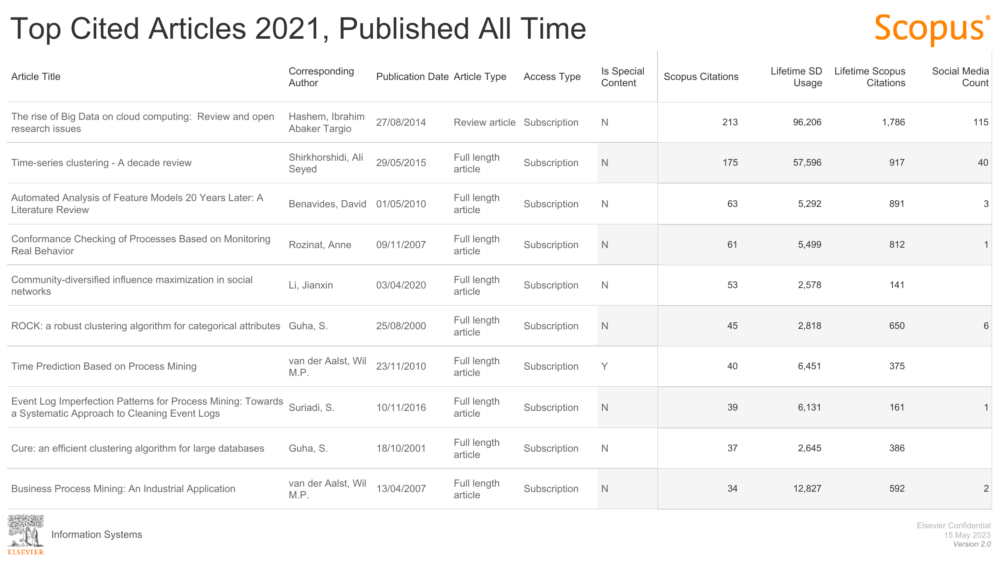 Top Cited Articles 2021, Published All Time
Scopus®
Article Title
Corresponding
Author
Publication Date
Article Type
Access Type
Is Special
Content
Scopus Citations
Lifetime SD
Usage
Lifetime Scopus
Citations
Social Media
Count
The rise of Big Data on cloud computing:  Review and open
research issues
Hashem, Ibrahim
Abaker Targio
27/08/2014
Review article
Subscription
N
213
96,206
1,786
115
Time-series clustering - A decade review
Shirkhorshidi, Ali
Seyed
29/05/2015
Full length
article
Subscription
N
175
57,596
917
40
Automated Analysis of Feature Models 20 Years Later: A
Literature Review
Benavides, David
01/05/2010
Full length
article
Subscription
N
63
5,292
891
3
Conformance Checking of Processes Based on Monitoring
Real Behavior
Rozinat, Anne
09/11/2007
Full length
article
Subscription
N
61
5,499
812
1
Community-diversified influence maximization in social
networks
Li, Jianxin
03/04/2020
Full length
article
Subscription
N
53
2,578
141
ROCK: a robust clustering algorithm for categorical attributes
Guha, S.
25/08/2000
Full length
article
Subscription
N
45
2,818
650
6
Time Prediction Based on Process Mining
van der Aalst, Wil
M.P.
23/11/2010
Full length
article
Subscription
Y
40
6,451
375
Event Log Imperfection Patterns for Process Mining: Towards
a Systematic Approach to Cleaning Event Logs
Suriadi, S.
10/11/2016
Full length
article
Subscription
N
39
6,131
161
1
Cure: an efficient clustering algorithm for large databases
Guha, S.
18/10/2001
Full length
article
Subscription
N
37
2,645
386
Business Process Mining: An Industrial Application
van der Aalst, Wil
M.P.
13/04/2007
Full length
article
Subscription
N
34
12,827
592
2
ELSEVIER
Information Systems
Elsevier Confidential
15 May 2023
Version 2.0